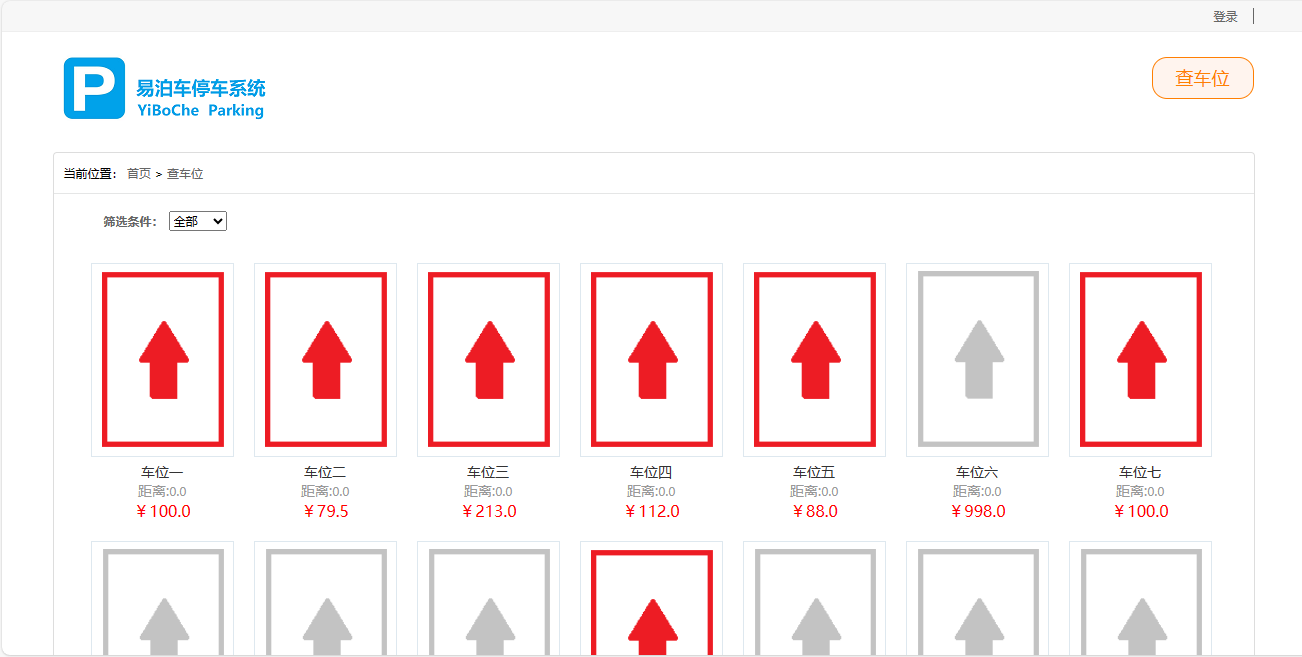 登录
P
易泊车停车系统
YiBoChe Parking
查车位
当前位置： 首页 > 查车位
筛选条件： 全部
车位一 车位二 车位三 车位四 车位五 车位六 车位七
距离:0.0 距离:0.0 距离:0.0 距离:0.0 距离:0.0 距离:0.0 距离:0.0
￥100.0 ￥79.5 ￥213.0 ￥112.0 ￥88.0 ￥998.0 ￥100.0